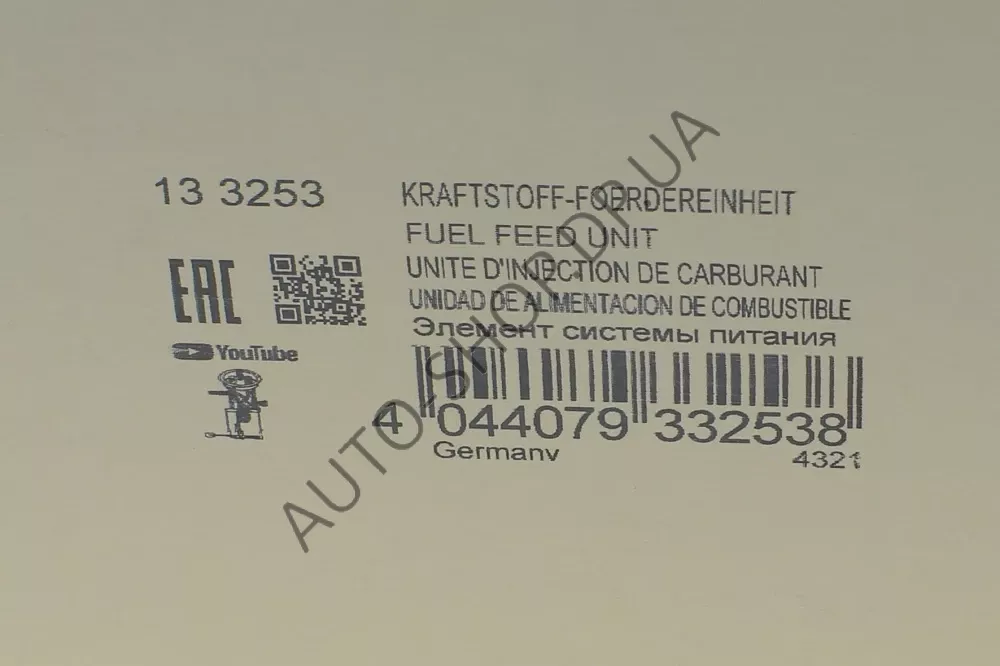 13 3253
KRAFTSTOFF-FOERDEREINHEIT
FUEL FEED UNIT
UNITE D'INJECTION DE CARBURANT
UNIDAD DE ALIMENTACION DE COMBUSTIBLE
Элемент системы питания
EAC
YouTube
4 044079 332538
Germany
4321
AUTO-SHOP.DP.UA